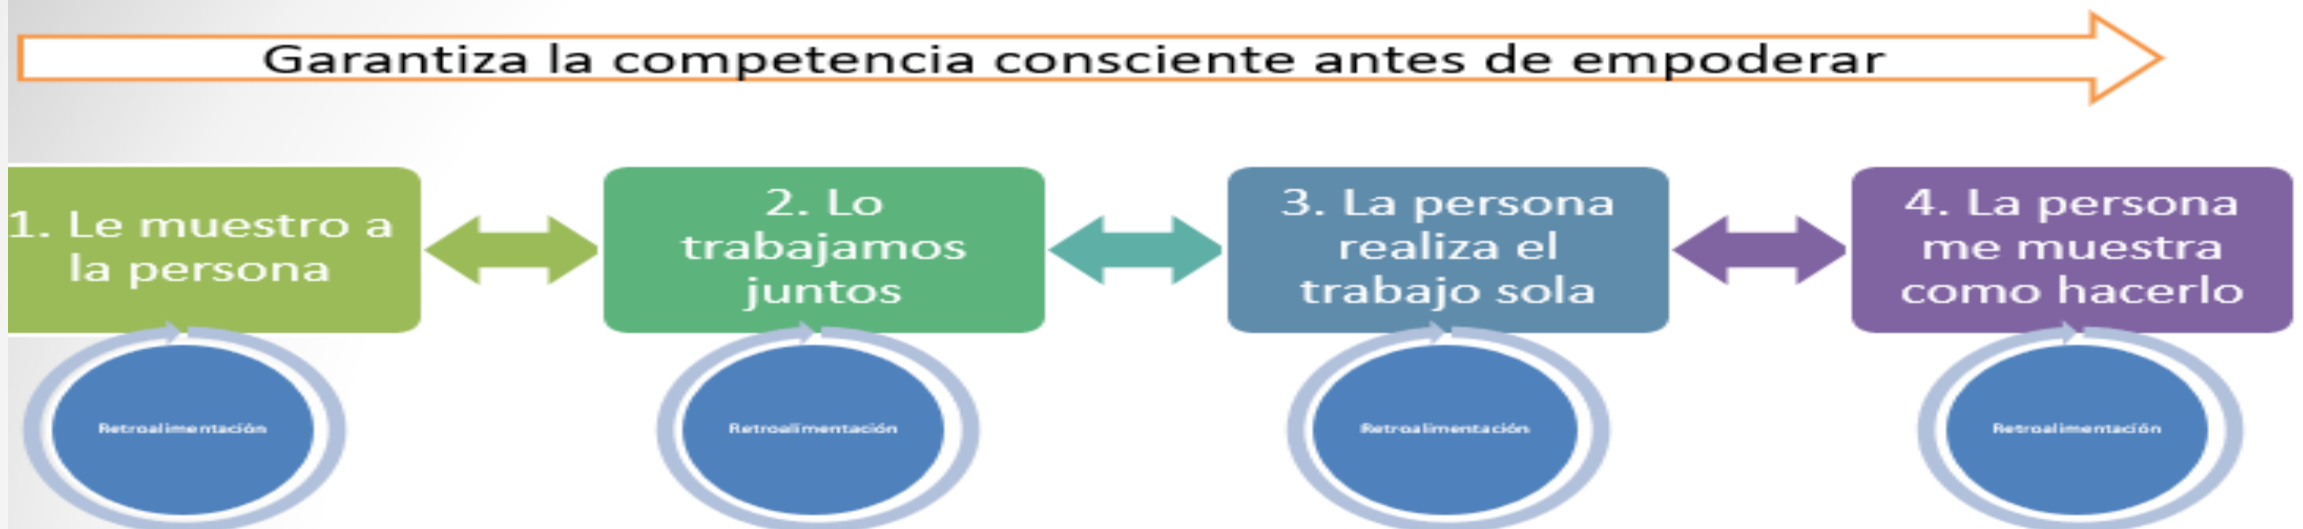 Garantiza la competencia consciente antes de empoderar
1. Le muestro a
la persona
2. Lo
trabajamos
juntos
3. La persona
realiza el
trabajo sola
4. La persona
me muestra
como hacerlo
Retroalimentación
Retroalimentación
Retroalimentación
Retroalimentación